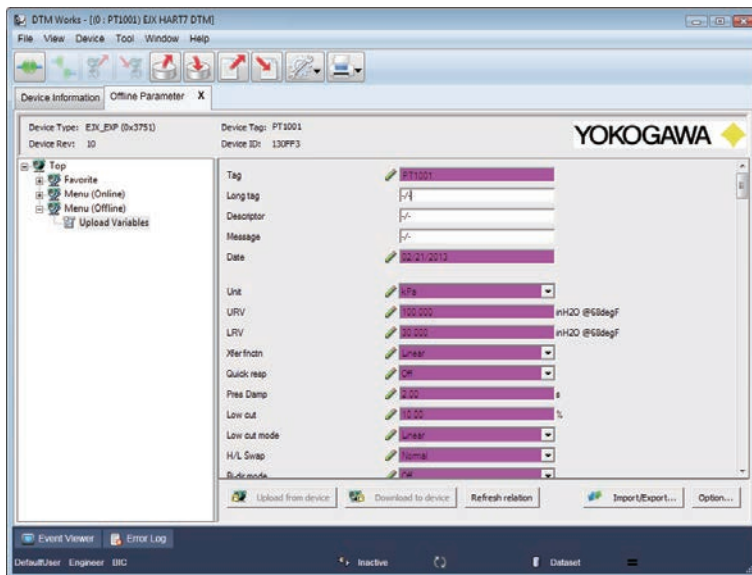 DTM Works - [(0 : PT1001) EJX HART7 DTM]
File View Device Tool Window Help
Device Information Offline Parameter X
Device Type: EJX_EXP (0x3751) Device Tag: PT1001
Device Rev: 10 Device ID: 130FF3
YOKOGAWA
Top
Favorite
Menu (Online)
Menu (Offline)
Upload Variables
Tag PT1001
Long tag -/-
Descriptor -/-
Message -/-
Date 02/21/2013
Unit kPa
URV 100.000 inH2O @68degF
LRV 30.000 inH2O @68degF
Xfer fnctn Linear
Quick resp Off
Pres Damp 2.00 s
Low cut 10.00 %
Low cut mode Linear
H/L Swap Normal
Bi-dir mode Off
Upload from device Download to device Refresh relation Import/Export... Option...
Event Viewer Error Log
DefaultUser Engineer DIC Inactive Dataset